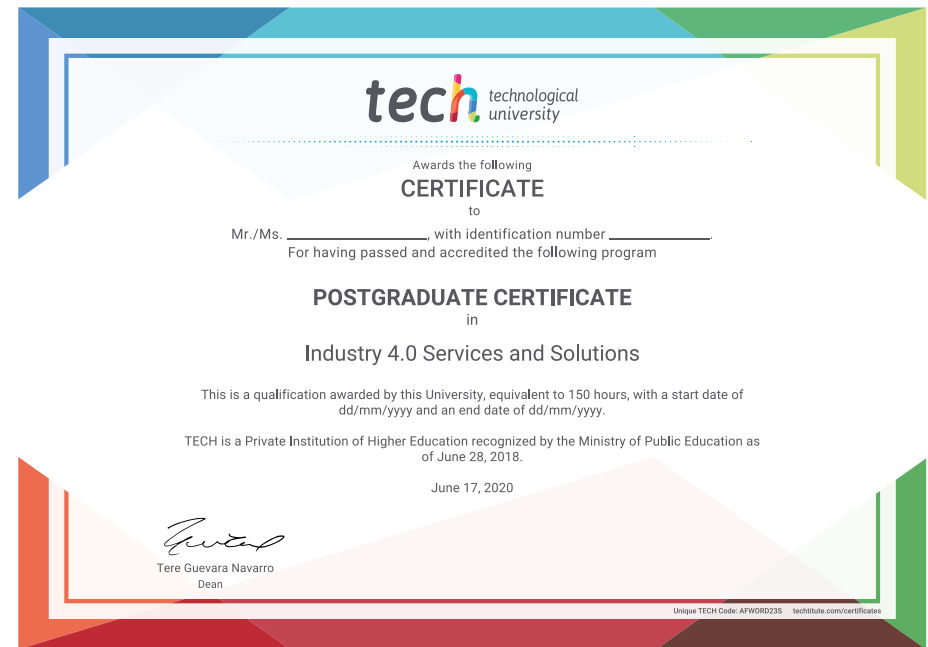 tech technological
university
Awards the following
CERTIFICATE
to
Mr./Ms. ____________________, with identification number ______________.
For having passed and accredited the following program
POSTGRADUATE CERTIFICATE
in
Industry 4.0 Services and Solutions
This is a qualification awarded by this University, equivalent to 150 hours, with a start date of
dd/mm/yyyy and an end date of dd/mm/yyyy.
TECH is a Private Institution of Higher Education recognized by the Ministry of Public Education as
of June 28, 2018.
June 17, 2020
Tere Guevara Navarro
Dean
Unique TECH Code: AFWORD23S techtitute.com/certificates